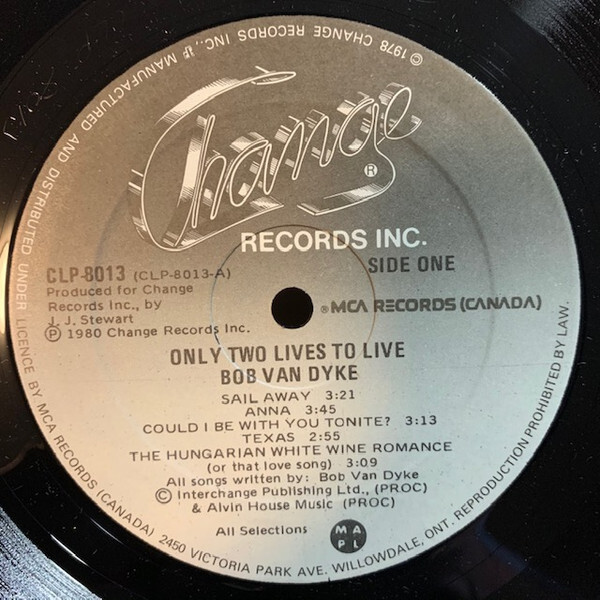 © 1978 CHANGE RECORDS INC.,
MANUFACTURED AND DISTRIBUTED UNDER LICENCE BY MCA RECORDS (CANADA) 2450 VICTORIA PARK AVE. WILLOWDALE, ONT. REPRODUCTION PROHIBITED BY LAW.
Change ®
RECORDS INC.
SIDE ONE
CLP-8013 (CLP-8013-A)
Produced for Change
Records Inc., by
J. J. Stewart
℗ 1980 Change Records Inc.
® MCA RECORDS (CANADA)
ONLY TWO LIVES TO LIVE
BOB VAN DYKE
SAIL AWAY 3:21
ANNA 3:45
COULD I BE WITH YOU TONITE? 3:13
TEXAS 2:55
THE HUNGARIAN WHITE WINE ROMANCE
(or that love song) 3:09
All songs written by: Bob Van Dyke
© Interchange Publishing Ltd., (PROC)
& Alvin House Music (PROC)
All Selections
M A
P L